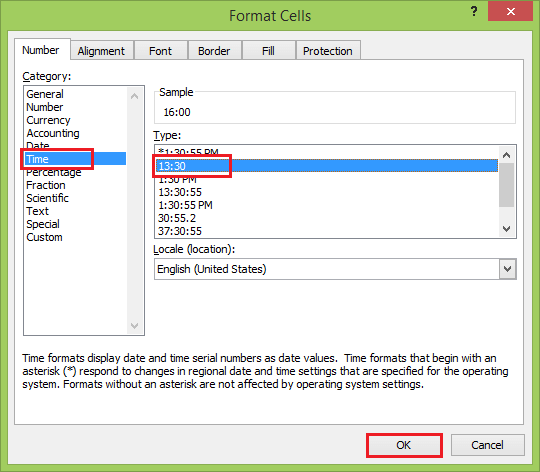 Format Cells
?
Number Alignment Font Border Fill Protection
Category:
General
Number
Currency
Accounting
Date
Time
Percentage
Fraction
Scientific
Text
Special
Custom
Sample
16:00
Type:
*1:30:55 PM
13:30
1:30 PM
13:30:55
1:30:55 PM
30:55.2
37:30:55
Locale (location):
English (United States)
Time formats display date and time serial numbers as date values.  Time formats that begin with an
asterisk (*) respond to changes in regional date and time settings that are specified for the operating
system. Formats without an asterisk are not affected by operating system settings.
OK Cancel